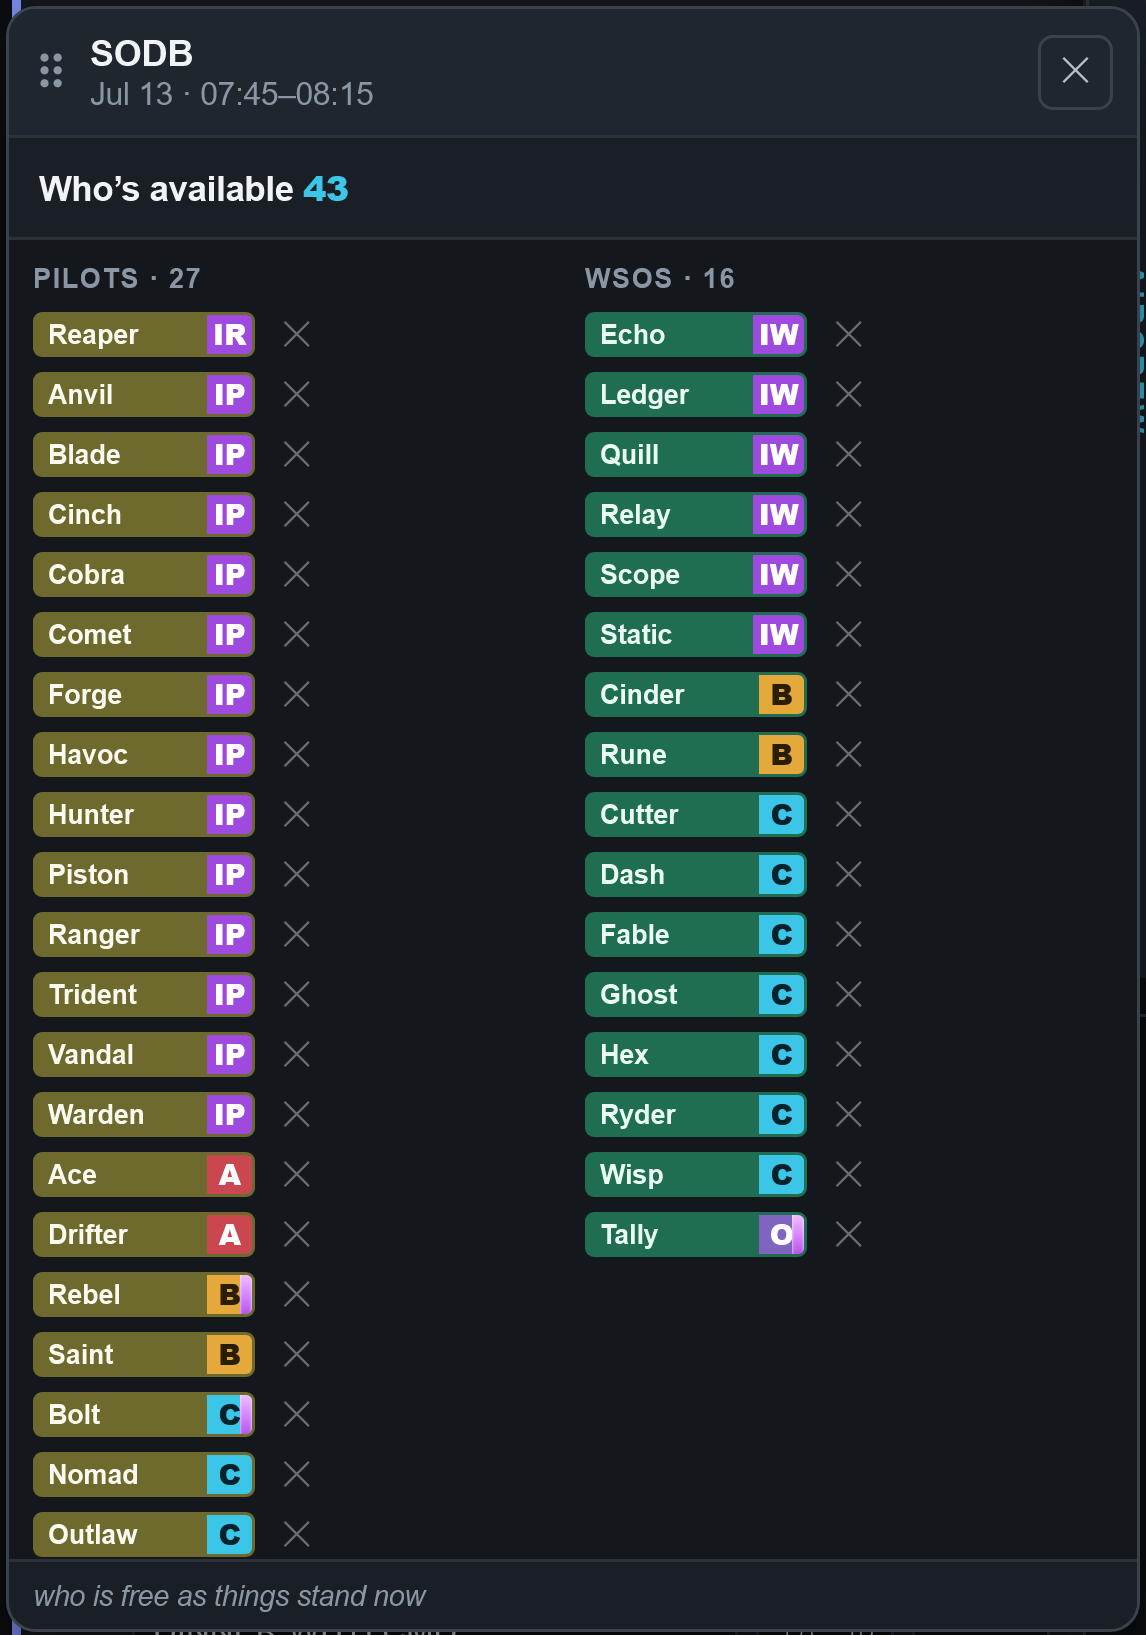 SODB
Jul 13 · 07:45–08:15
Who’s available 43
PILOTS · 27
Reaper IR
Anvil IP
Blade IP
Cinch IP
Cobra IP
Comet IP
Forge IP
Havoc IP
Hunter IP
Piston IP
Ranger IP
Trident IP
Vandal IP
Warden IP
Ace A
Drifter A
Rebel B
Saint B
Bolt C
Nomad C
Outlaw C
WSOS · 16
Echo IW
Ledger IW
Quill IW
Relay IW
Scope IW
Static IW
Cinder B
Rune B
Cutter C
Dash C
Fable C
Ghost C
Hex C
Ryder C
Wisp C
Tally O
who is free as things stand now